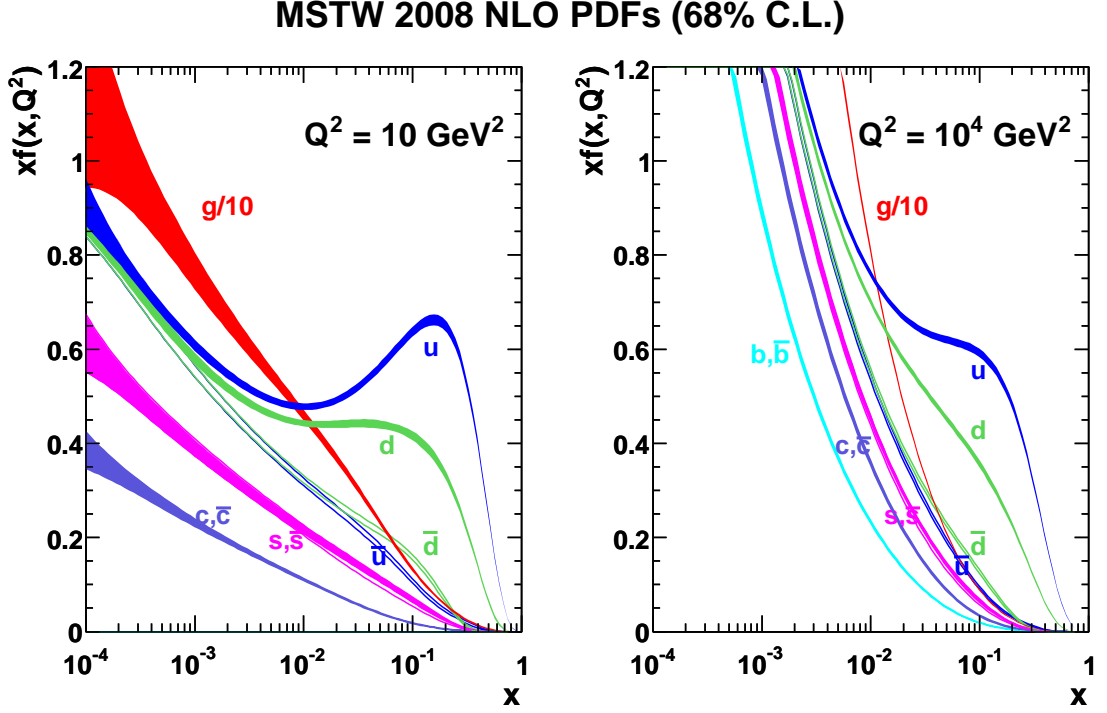 MSTW 2008 NLO PDFs (68% C.L.)
xf(x,Q²)
1.2
1
0.8
0.6
0.4
0.2
0
Q² = 10 GeV²
g/10
u
d
c,c̅
s,s̅
u̅
d̅
10⁻⁴
10⁻³
10⁻²
10⁻¹
1
x
xf(x,Q²)
1.2
1
0.8
0.6
0.4
0.2
0
Q² = 10⁴ GeV²
g/10
b,b̅
u
d
c,c̅
s,s̅
d̅
u̅
10⁻⁴
10⁻³
10⁻²
10⁻¹
1
x